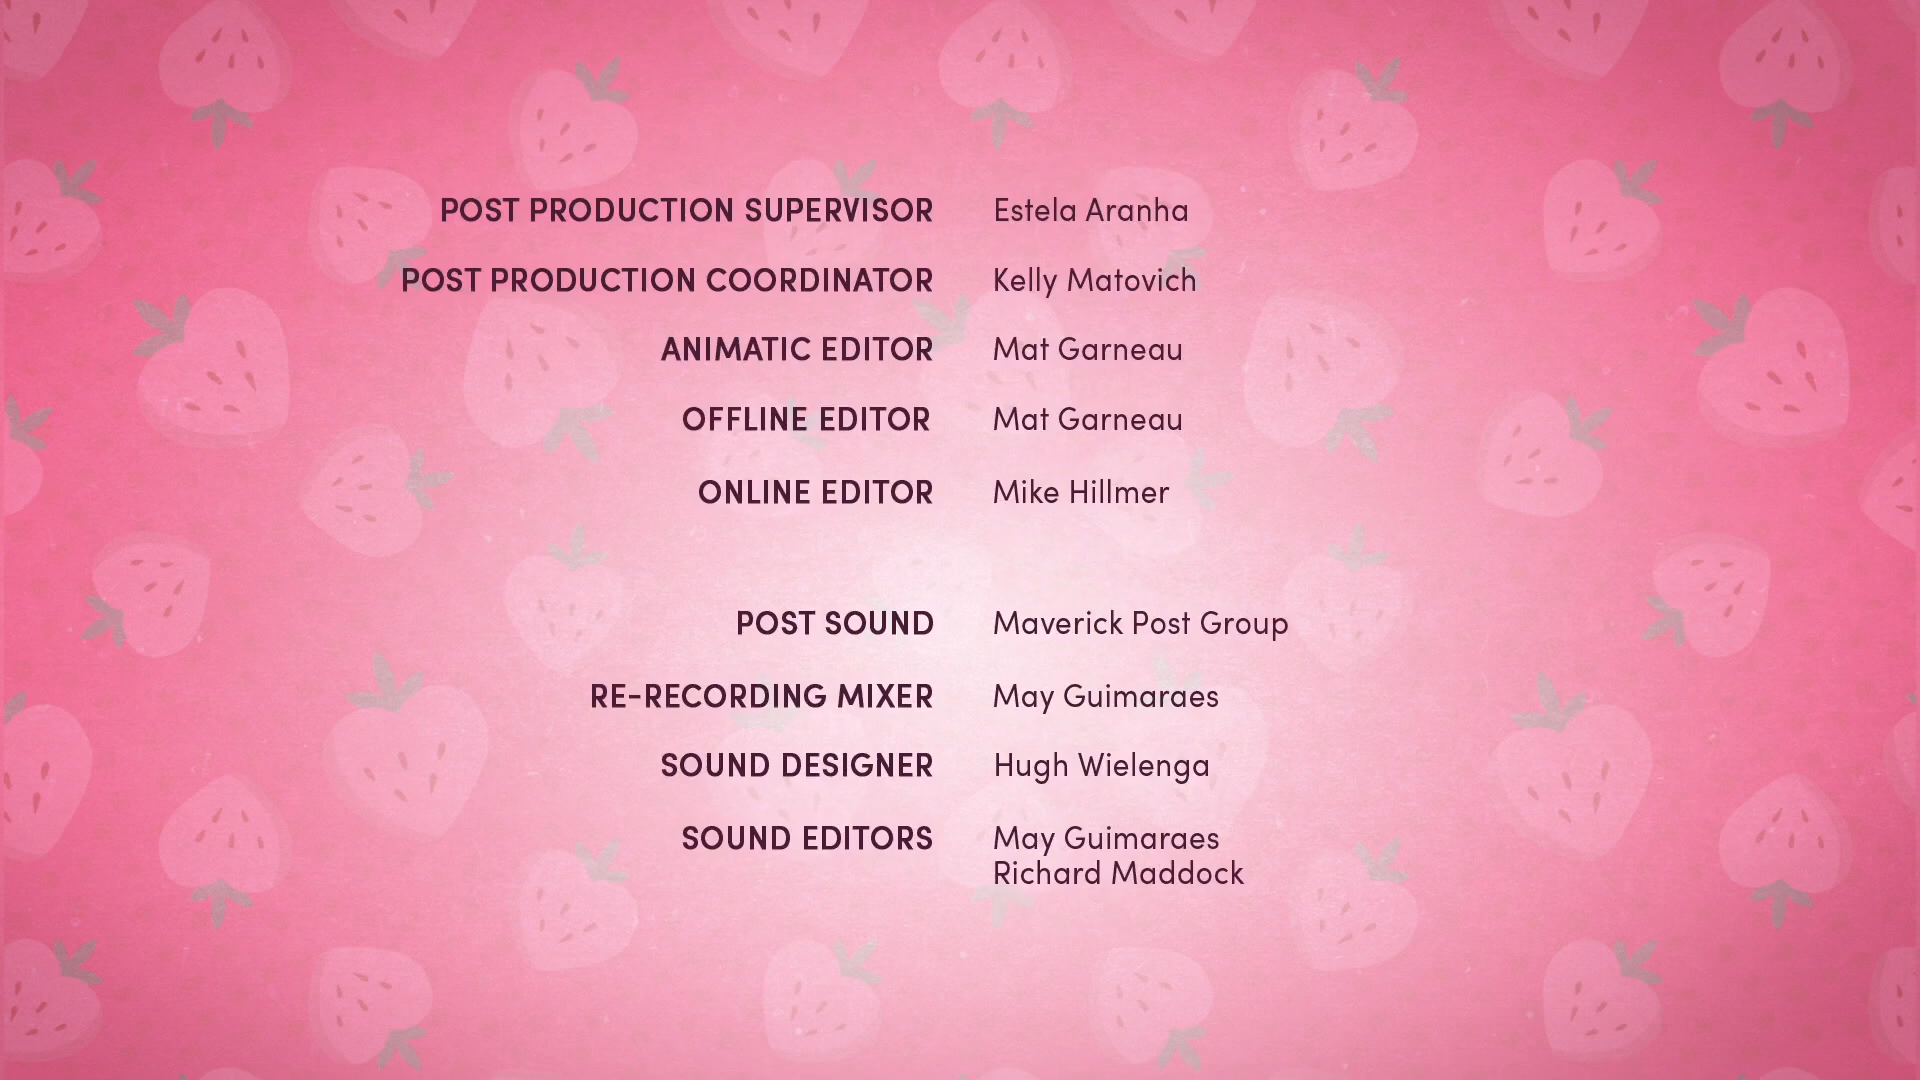 POST PRODUCTION SUPERVISOR Estela Aranha
POST PRODUCTION COORDINATOR Kelly Matovich
ANIMATIC EDITOR Mat Garneau
OFFLINE EDITOR Mat Garneau
ONLINE EDITOR Mike Hillmer
POST SOUND Maverick Post Group
RE-RECORDING MIXER May Guimaraes
SOUND DESIGNER Hugh Wielenga
SOUND EDITORS May Guimaraes
Richard Maddock